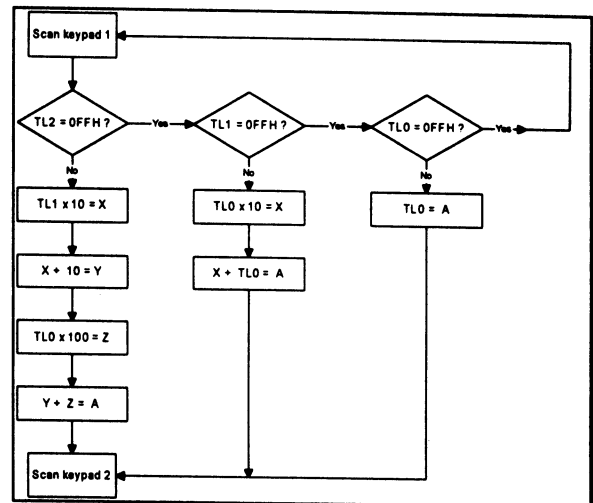 Scan keypad 1
TL2 = 0FFH ?
Yes
TL1 = 0FFH ?
Yes
TL0 = 0FFH ?
Yes
No
No
No
TL1 x 10 = X
TL0 x 10 = X
TL0 = A
X + 10 = Y
X + TL0 = A
TL0 x 100 = Z
Y + Z = A
Scan keypad 2